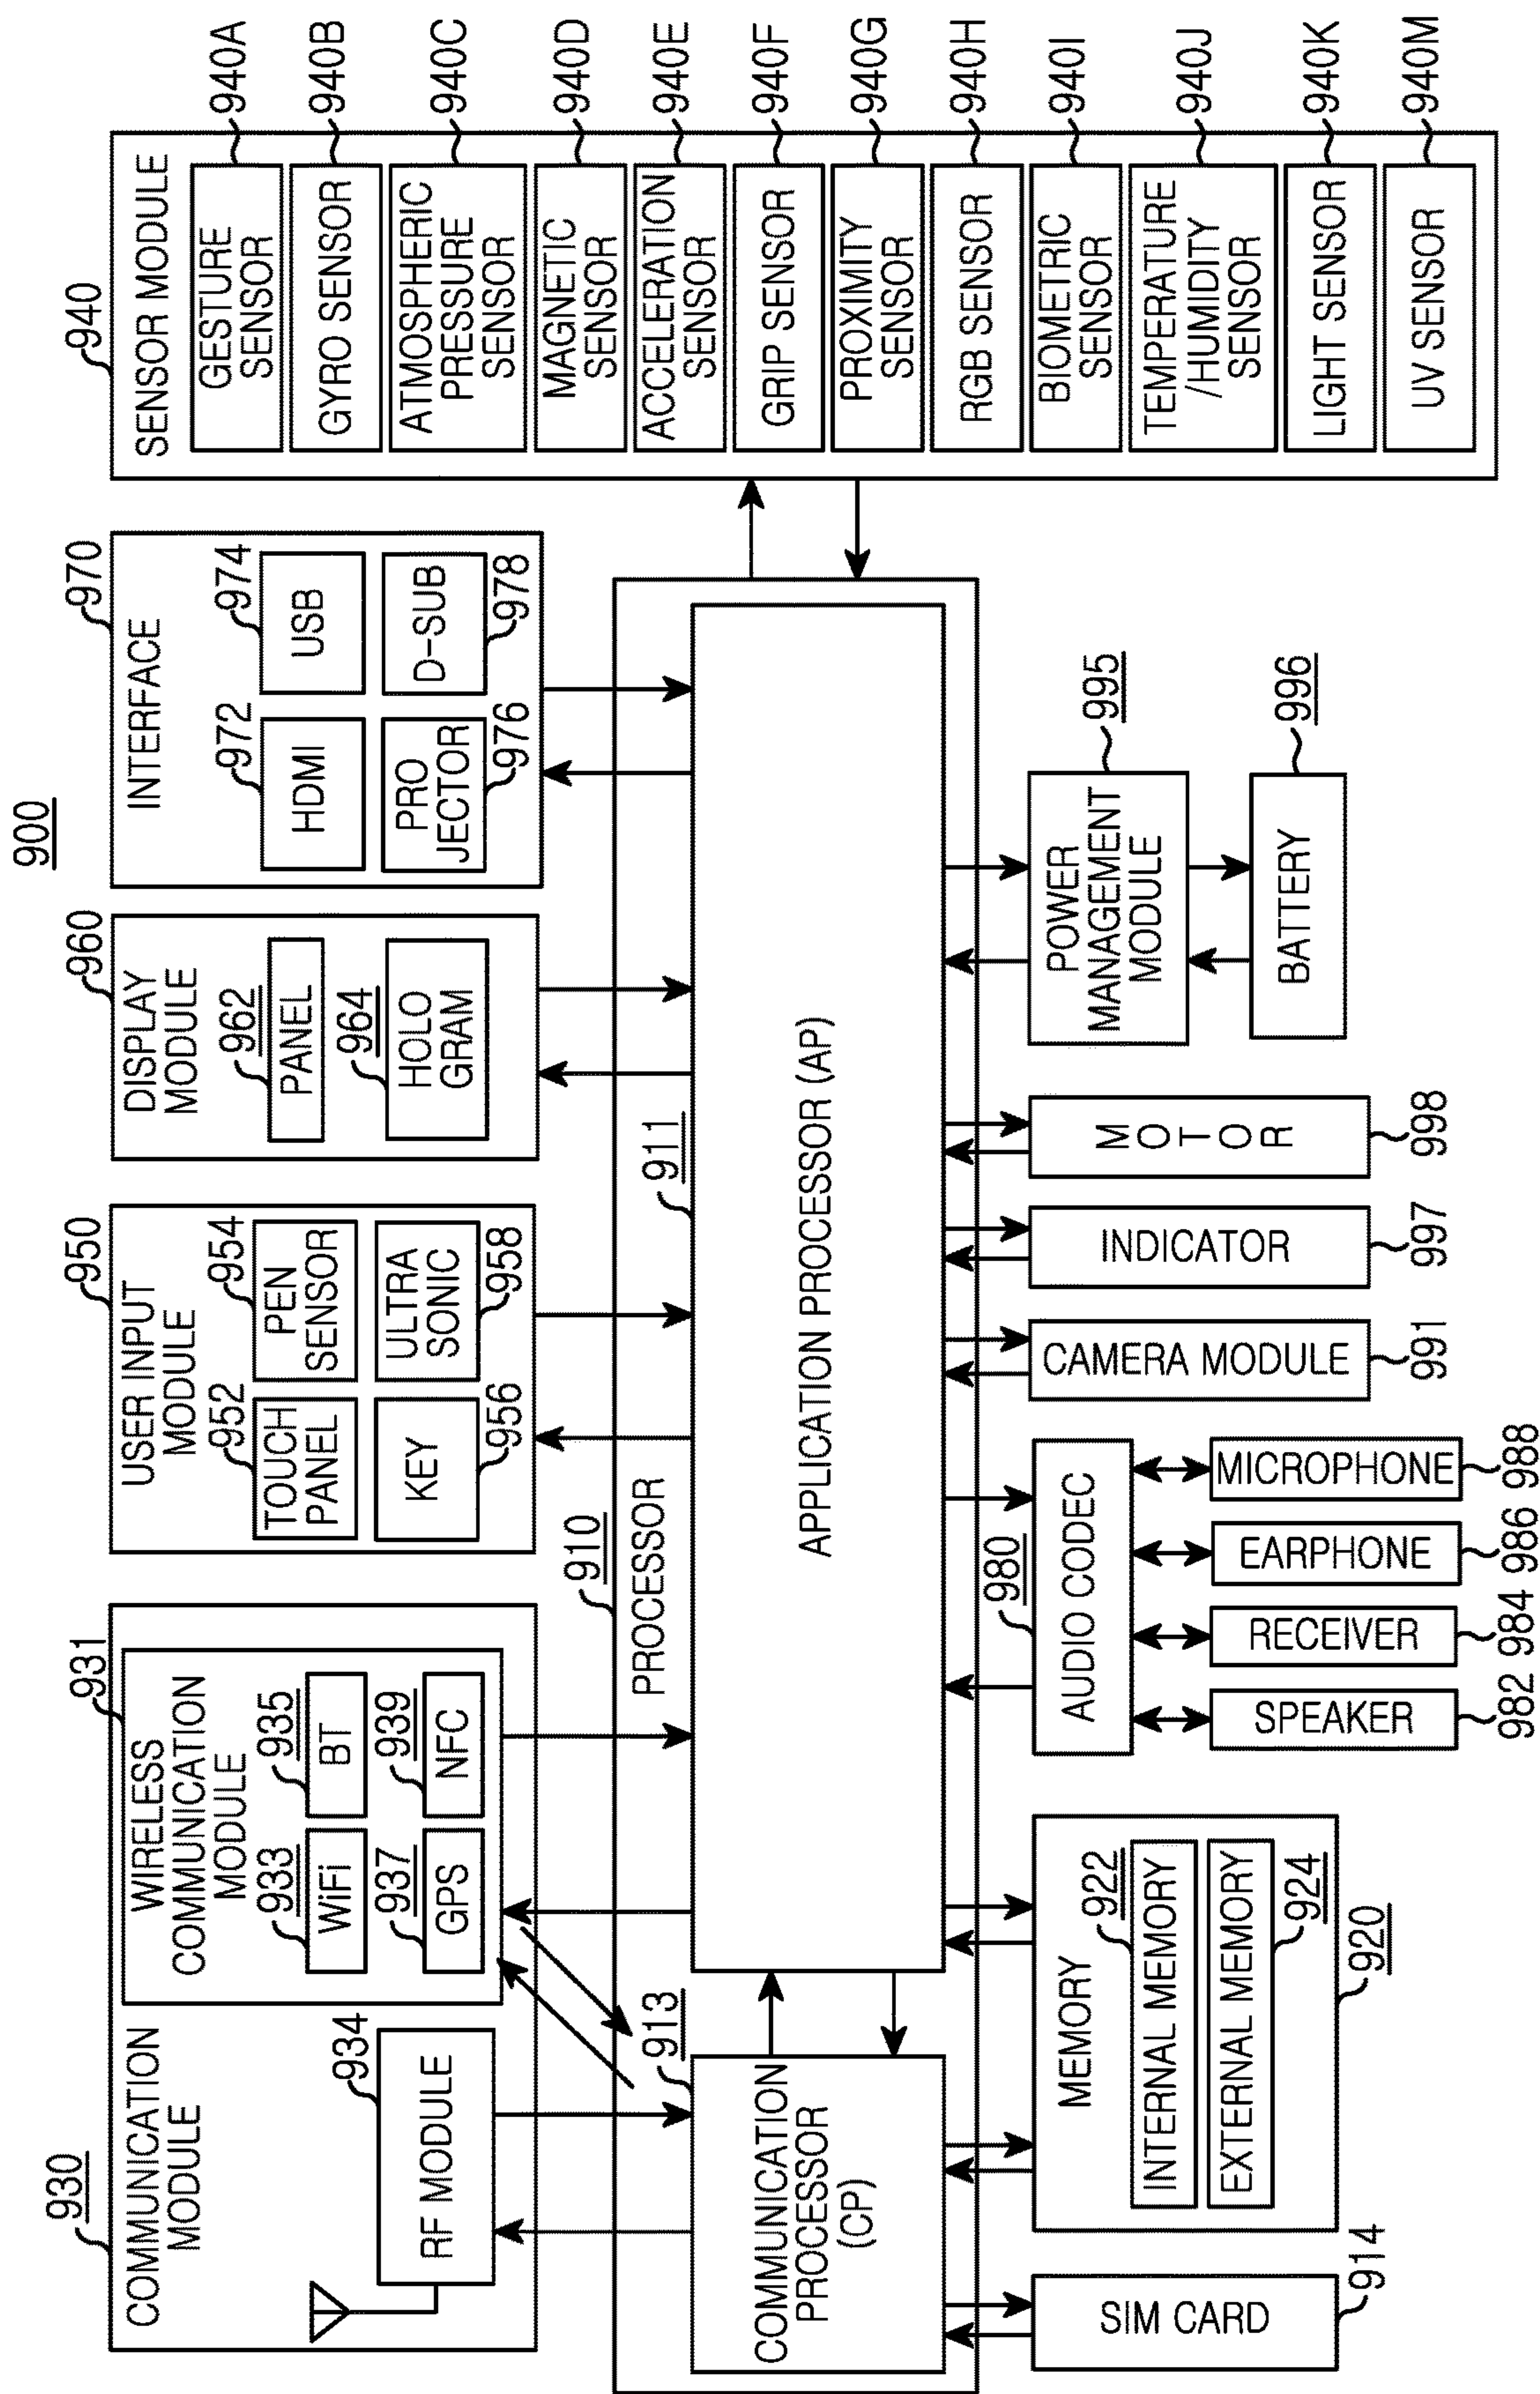 900
930
COMMUNICATION
MODULE
934
RF MODULE
931
WIRELESS
COMMUNICATION
MODULE
933
WiFi
935
BT
937
GPS
939
NFC
950
USER INPUT
MODULE
952
TOUCH
PANEL
954
PEN
SENSOR
KEY
956
ULTRA
SONIC
958
960
DISPLAY
MODULE
962
PANEL
964
HOLO
GRAM
970
INTERFACE
972
HDMI
974
USB
PRO
JECTOR
976
D-SUB
978
940
SENSOR MODULE
GESTURE
SENSOR
940A
GYRO SENSOR
940B
ATMOSPHERIC
PRESSURE
SENSOR
940C
MAGNETIC
SENSOR
940D
ACCELERATION
SENSOR
940E
GRIP SENSOR
940F
PROXIMITY
SENSOR
940G
RGB SENSOR
940H
BIOMETRIC
SENSOR
940I
TEMPERATURE
/HUMIDITY
SENSOR
940J
LIGHT SENSOR
940K
UV SENSOR
940M
910
PROCESSOR
913
COMMUNICATION
PROCESSOR
(CP)
911
APPLICATION PROCESSOR (AP)
SIM CARD
914
MEMORY
922
INTERNAL MEMORY
EXTERNAL MEMORY
924
920
980
AUDIO CODEC
SPEAKER
982
RECEIVER
984
EARPHONE
986
MICROPHONE
988
CAMERA MODULE
991
INDICATOR
997
MOTOR
998
POWER
MANAGEMENT
MODULE
995
BATTERY
996